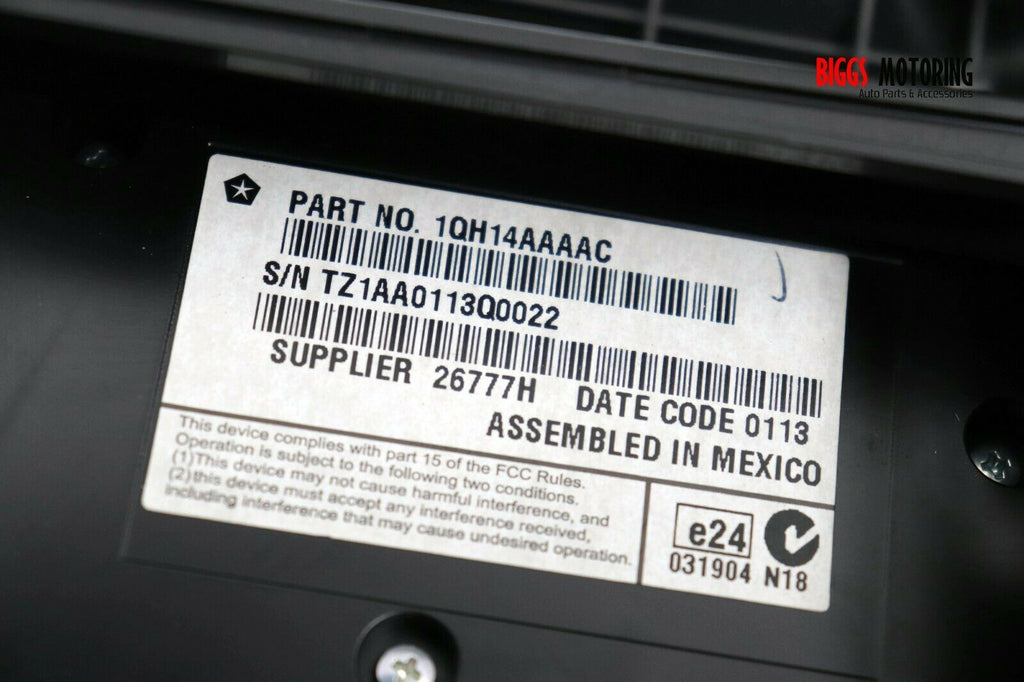 BIGGS MOTORING
Auto Parts & Accessories
PART NO. 1QH14AAAAC
S/N TZ1AA0113Q0022
SUPPLIER 26777H DATE CODE 0113
ASSEMBLED IN MEXICO
This device complies with part 15 of the FCC Rules.
Operation is subject to the following two conditions.
(1)This device may not cause harmful interference, and
(2)this device must accept any interference received,
including interference that may cause undesired operation.
e24
031904 N18